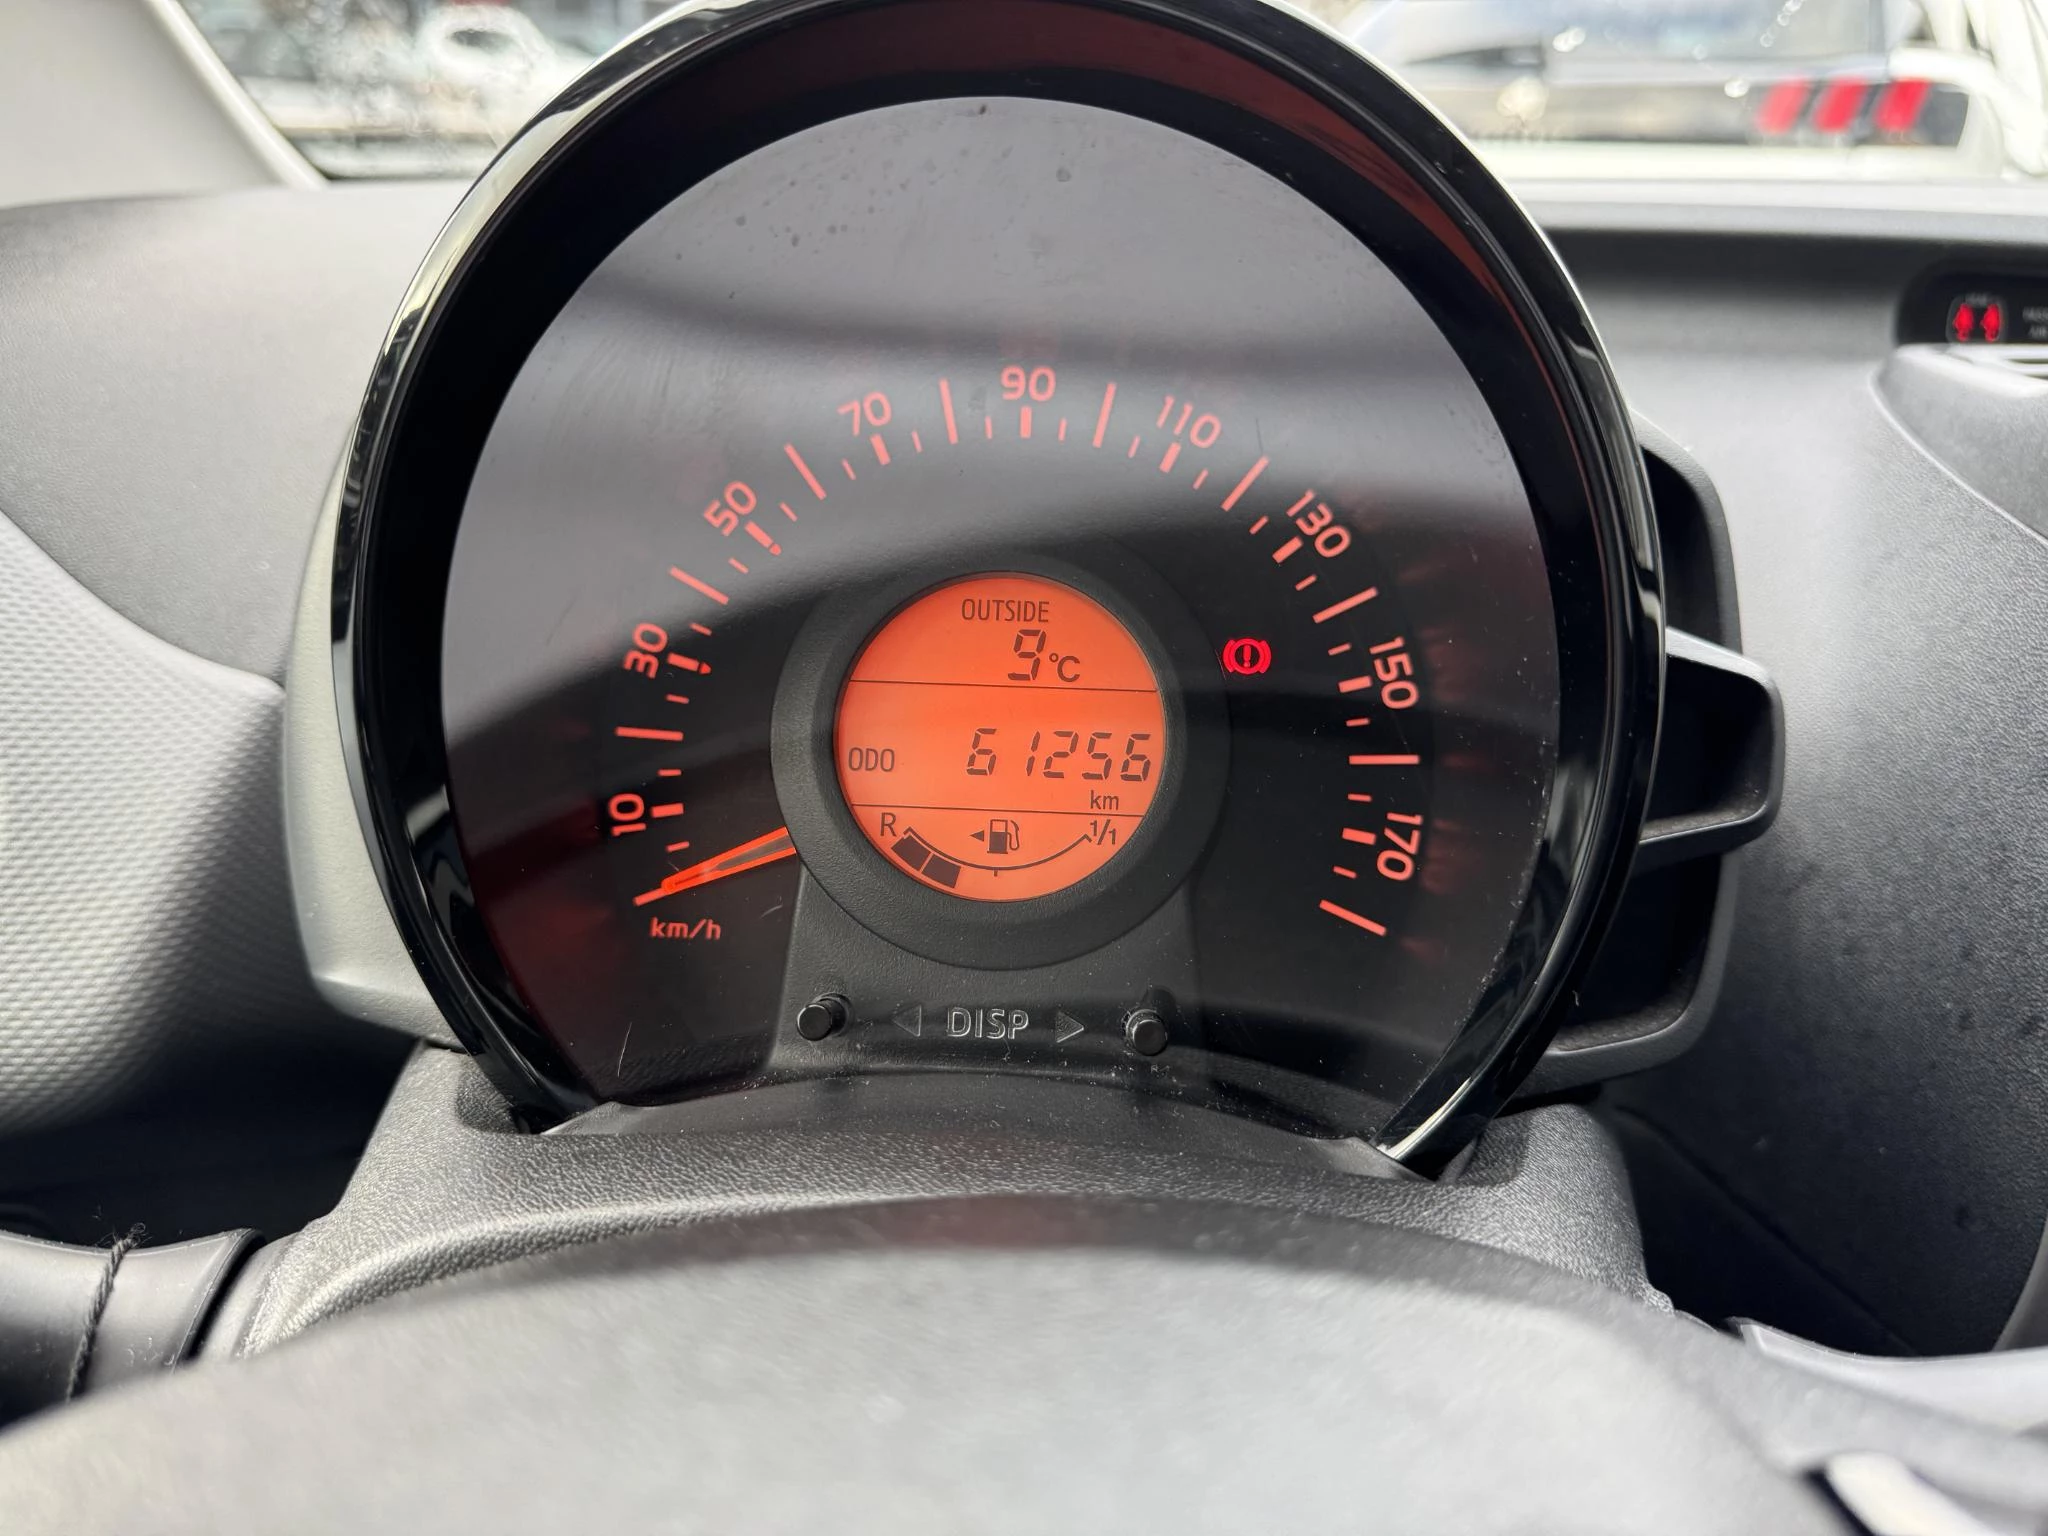 10
30
50
70
90
110
130
150
170
km/h
OUTSIDE
9 °C
ODO 61256
km
R 1/1
DISP